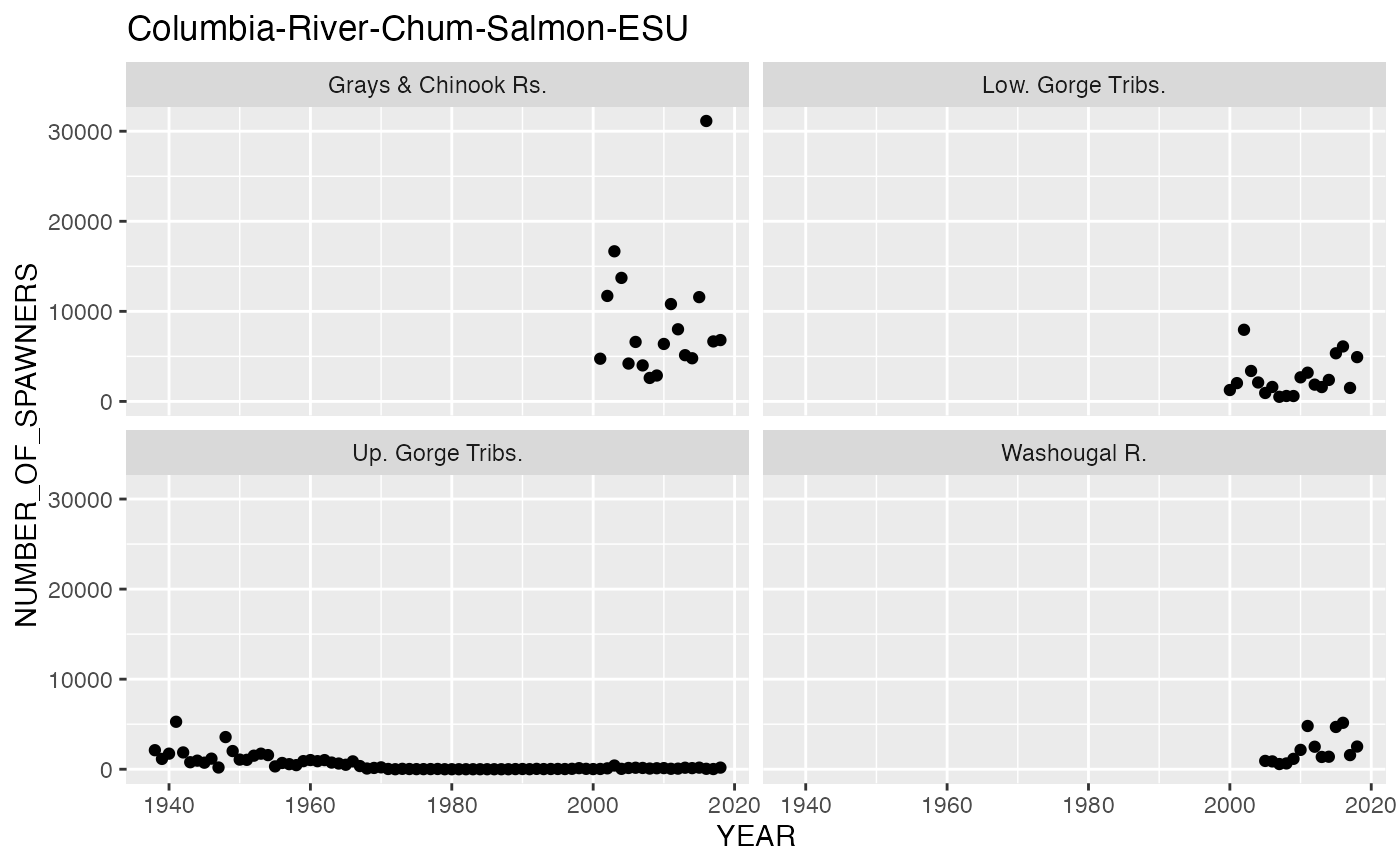 Columbia-River-Chum-Salmon-ESU
Grays & Chinook Rs.
Low. Gorge Tribs.
30000
20000
10000
0
Up. Gorge Tribs.
Washougal R.
30000
20000
10000
0
NUMBER_OF_SPAWNERS
1940 1960 1980 2000 2020 1940 1960 1980 2000 2020
YEAR